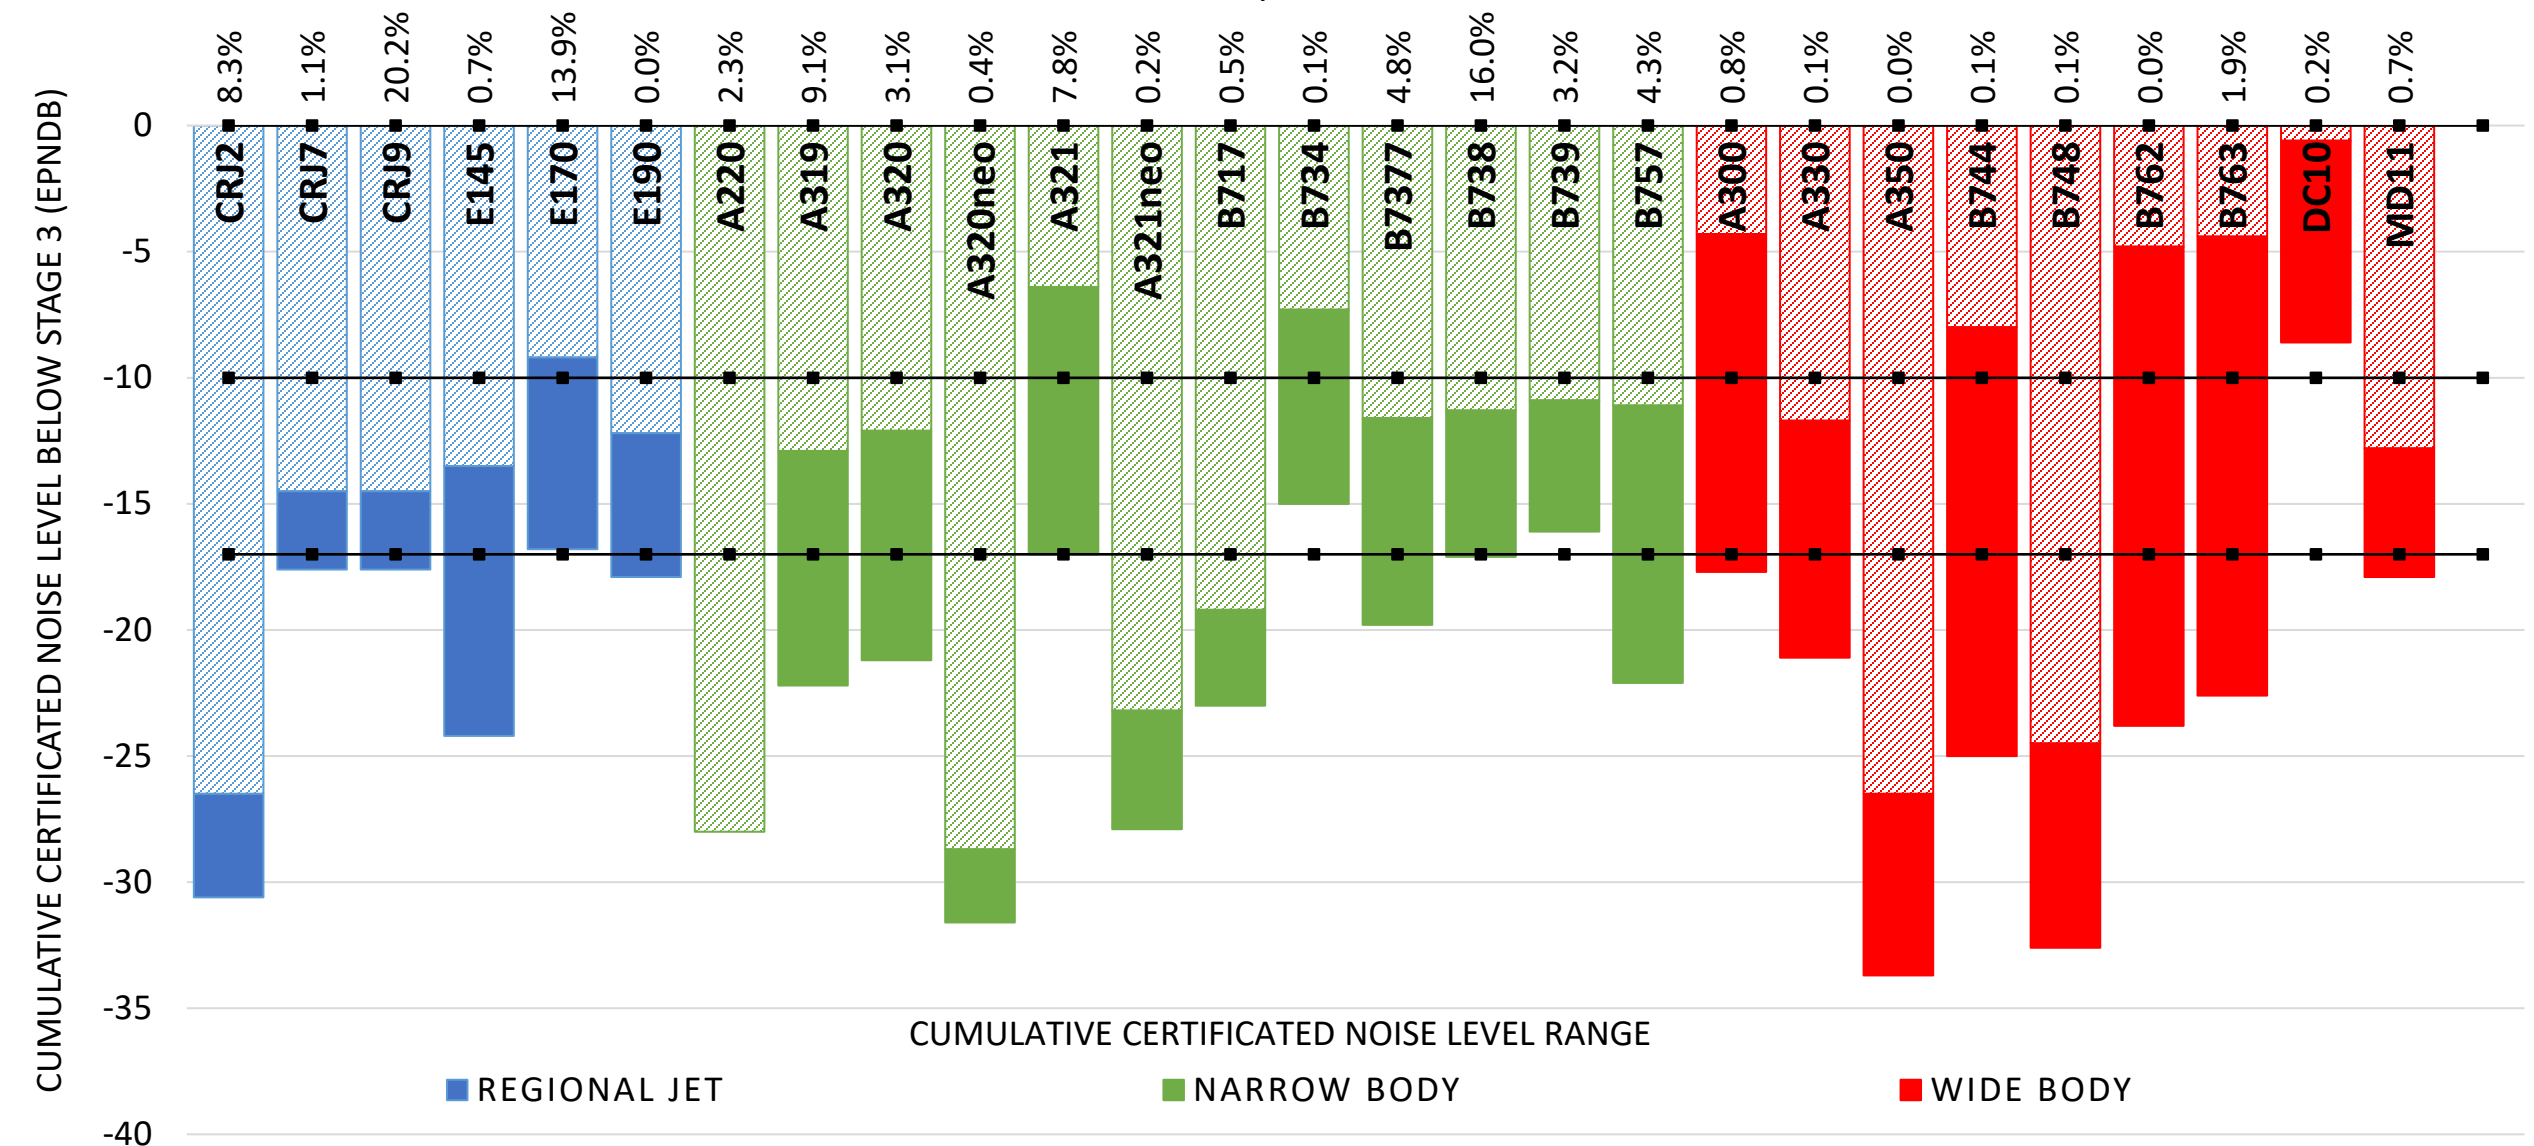 8.3% 1.1% 20.2% 0.7% 13.9% 0.0% 2.3% 9.1% 3.1% 0.4% 7.8% 0.2% 0.5% 0.1% 4.8% 16.0% 3.2% 4.3% 0.8% 0.1% 0.0% 0.1% 0.1% 0.0% 1.9% 0.2% 0.7%
CUMULATIVE CERTIFICATED NOISE LEVEL BELOW STAGE 3 (EPNDB)
0
-5
-10
-15
-20
-25
-30
-35
-40
CRJ2 CRJ7 CRJ9 E145 E170 E190 A220 A319 A320 A320neo A321 A321neo B717 B734 B7377 B738 B739 B757 A300 A330 A350 B744 B748 B762 B763 DC10 MD11
CUMULATIVE CERTIFICATED NOISE LEVEL RANGE
REGIONAL JET NARROW BODY WIDE BODY